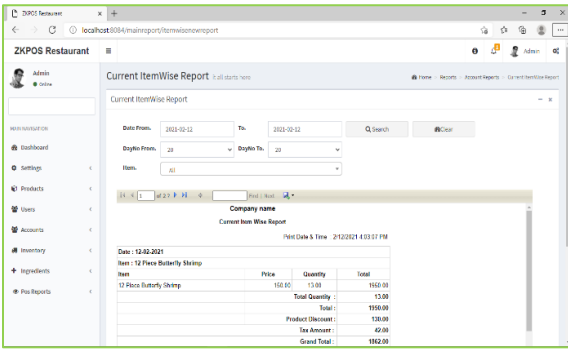 ZKPOS Restaurant
localhost:8084/mainreport/itemwisenewreport
ZKPOS Restaurant
Admin
Admin
Online
Current ItemWise Report it all starts here
Home - Reports - Account Reports - Current ItemWise Report
Current ItemWise Report
Date From. 2021-02-12 To. 2021-02-12 Search Clear
DayNo From. 20 DayNo To. 20
Item. All
MAIN NAVIGATION
Dashboard
Settings
Products
Users
Accounts
Inventory
Ingredients
Pos Reports
1 of 2 ? Find | Next
Company name
Current Item Wise Report
Print Date & Time 2/12/2021 4:03:07 PM
Date : 12-02-2021
Item : 12 Piece Butterfly Shrimp
Item Price Quantity Total
12 Piece Butterfly Shrimp 150.00 13.00 1950.00
Total Quantity : 13.00
Total : 1950.00
Product Discount : 130.00
Tax Amount : 42.00
Grand Total : 1862.00